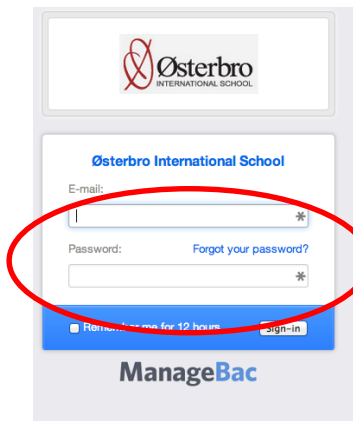 Østerbro
INTERNATIONAL SCHOOL
Østerbro International School
E-mail:
*
Password: Forgot your password?
*
Remember me for 12 hours Sign-in
ManageBac